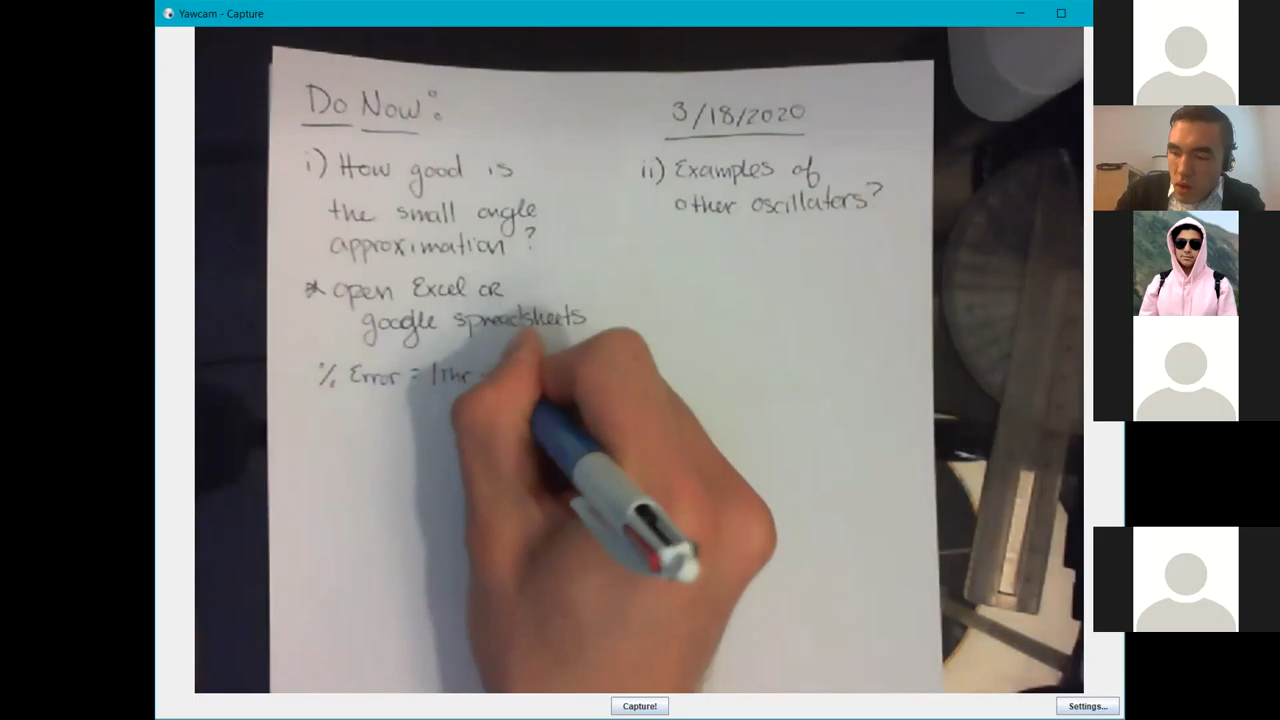 Yawcam - Capture
Do Now:
3/18/2020
i) How good is
the small angle
approximation?
* open Excel or
google spreadsheets
% Error = |Thr
ii) Examples of
other oscillators?
Capture!
Settings...